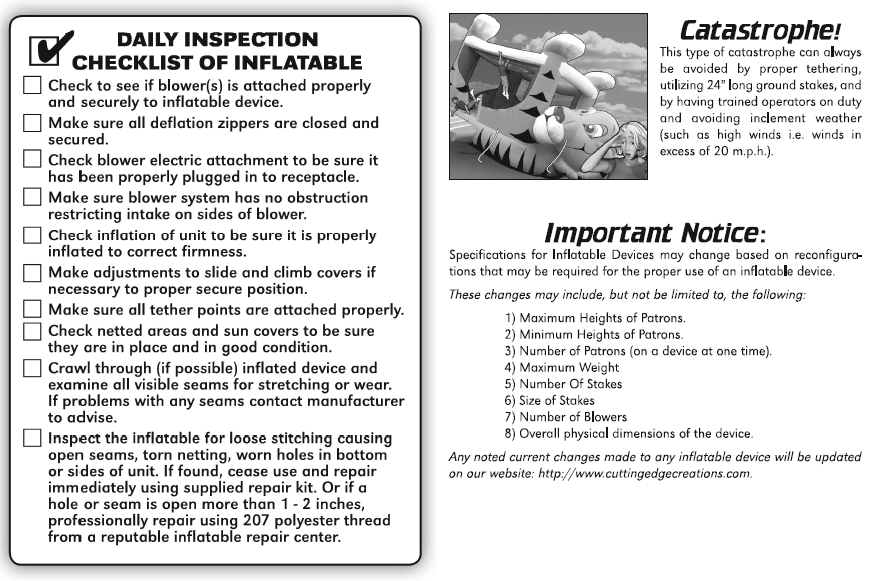 DAILY INSPECTION
CHECKLIST OF INFLATABLE
Check to see if blower(s) is attached properly
and securely to inflatable device.
Make sure all deflation zippers are closed and
secured.
Check blower electric attachment to be sure it
has been properly plugged in to receptacle.
Make sure blower system has no obstruction
restricting intake on sides of blower.
Check inflation of unit to be sure it is properly
inflated to correct firmness.
Make adjustments to slide and climb covers if
necessary to proper secure position.
Make sure all tether points are attached properly.
Check netted areas and sun covers to be sure
they are in place and in good condition.
Crawl through (if possible) inflated device and
examine all visible seams for stretching or wear.
If problems with any seams contact manufacturer
to advise.
Inspect the inflatable for loose stitching causing
open seams, torn netting, worn holes in bottom
or sides of unit. If found, cease use and repair
immediately using supplied repair kit. Or if a
hole or seam is open more than 1 - 2 inches,
professionally repair using 207 polyester thread
from a reputable inflatable repair center.
Catastrophe!
This type of catastrophe can always
be avoided by proper tethering,
utilizing 24" long ground stakes, and
by having trained operators on duty
and avoiding inclement weather
(such as high winds i.e. winds in
excess of 20 m.p.h.).
Important Notice:
Specifications for Inflatable Devices may change based on reconfigura-
tions that may be required for the proper use of an inflatable device.
These changes may include, but not be limited to, the following:
1) Maximum Heights of Patrons.
2) Minimum Heights of Patrons.
3) Number of Patrons (on a device at one time).
4) Maximum Weight
5) Number Of Stakes
6) Size of Stakes
7) Number of Blowers
8) Overall physical dimensions of the device.
Any noted current changes made to any inflatable device will be updated
on our website: http://www.cuttingedgecreations.com.